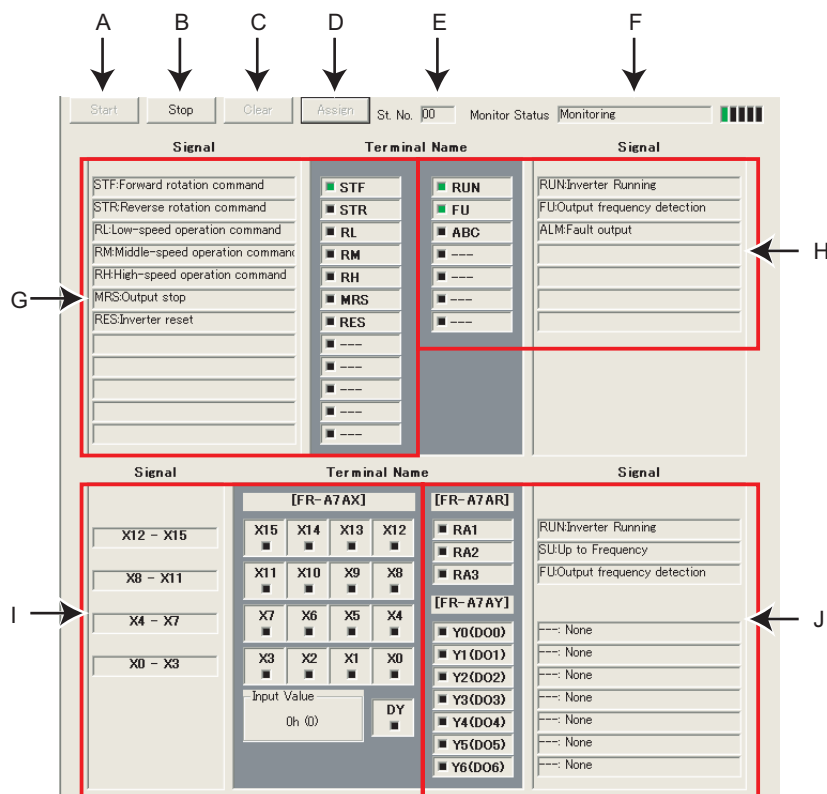 A B C D E F
Start Stop Clear Assign St. No. 00 Monitor Status Monitoring
Signal Terminal Name Signal
STF:Forward rotation command STF RUN RUN:Inverter Running
STR:Reverse rotation command STR FU FU:Output frequency detection
RL:Low-speed operation command RL ABC ALM:Fault output
RM:Middle-speed operation command RM ---
H
RH:High-speed operation command RH ---
G MRS:Output stop MRS ---
RES:Inverter reset RES ---
---
---
---
---
---
Signal Terminal Name Signal
[FR-A7AX] [FR-A7AR]
X12 - X15 X15 X14 X13 X12 RA1 RUN:Inverter Running
RA2 SU:Up to Frequency
X8 - X11 X11 X10 X9 X8 RA3 FU:Output frequency detection
[FR-A7AY]
I X4 - X7 X7 X6 X5 X4 Y0(DO0) ---: None J
Y1(DO1) ---: None
X0 - X3 X3 X2 X1 X0 Y2(DO2) ---: None
Input Value Y3(DO3) ---: None
0h (0) DY Y4(DO4) ---: None
Y5(DO5) ---: None
Y6(DO6) ---: None